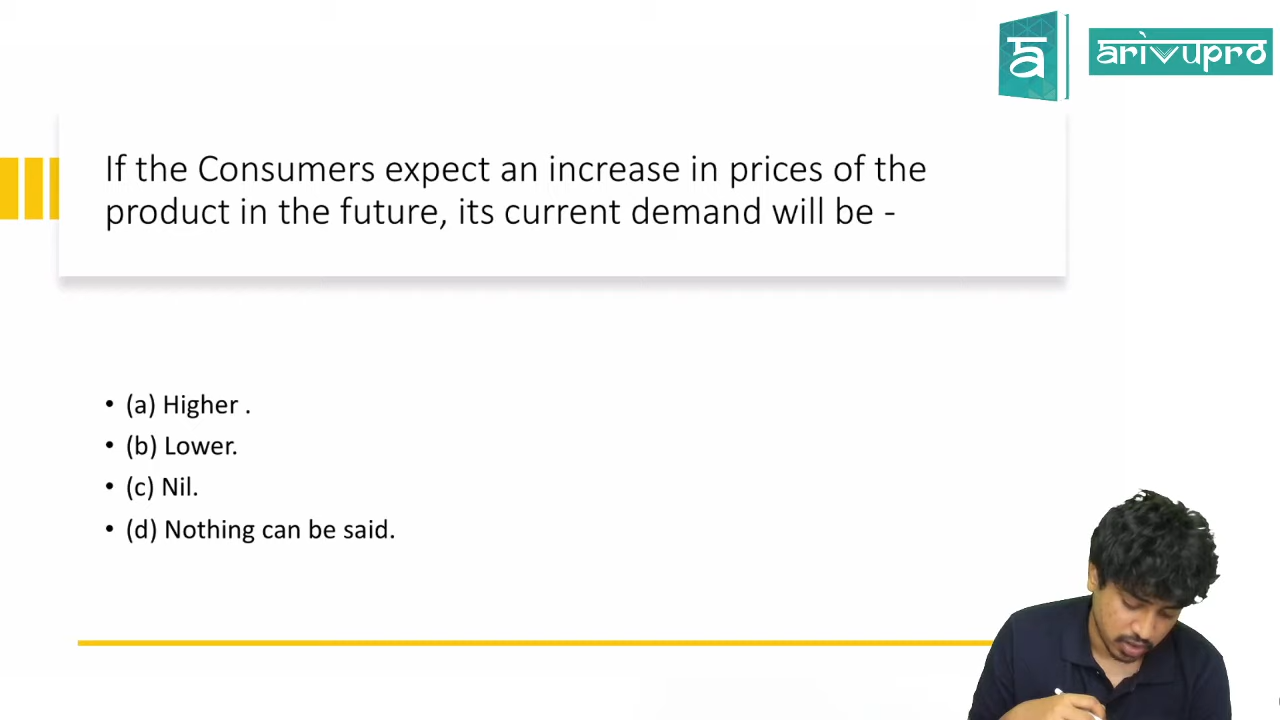 a
arivupro
If the Consumers expect an increase in prices of the
product in the future, its current demand will be -
• (a) Higher .
• (b) Lower.
• (c) Nil.
• (d) Nothing can be said.